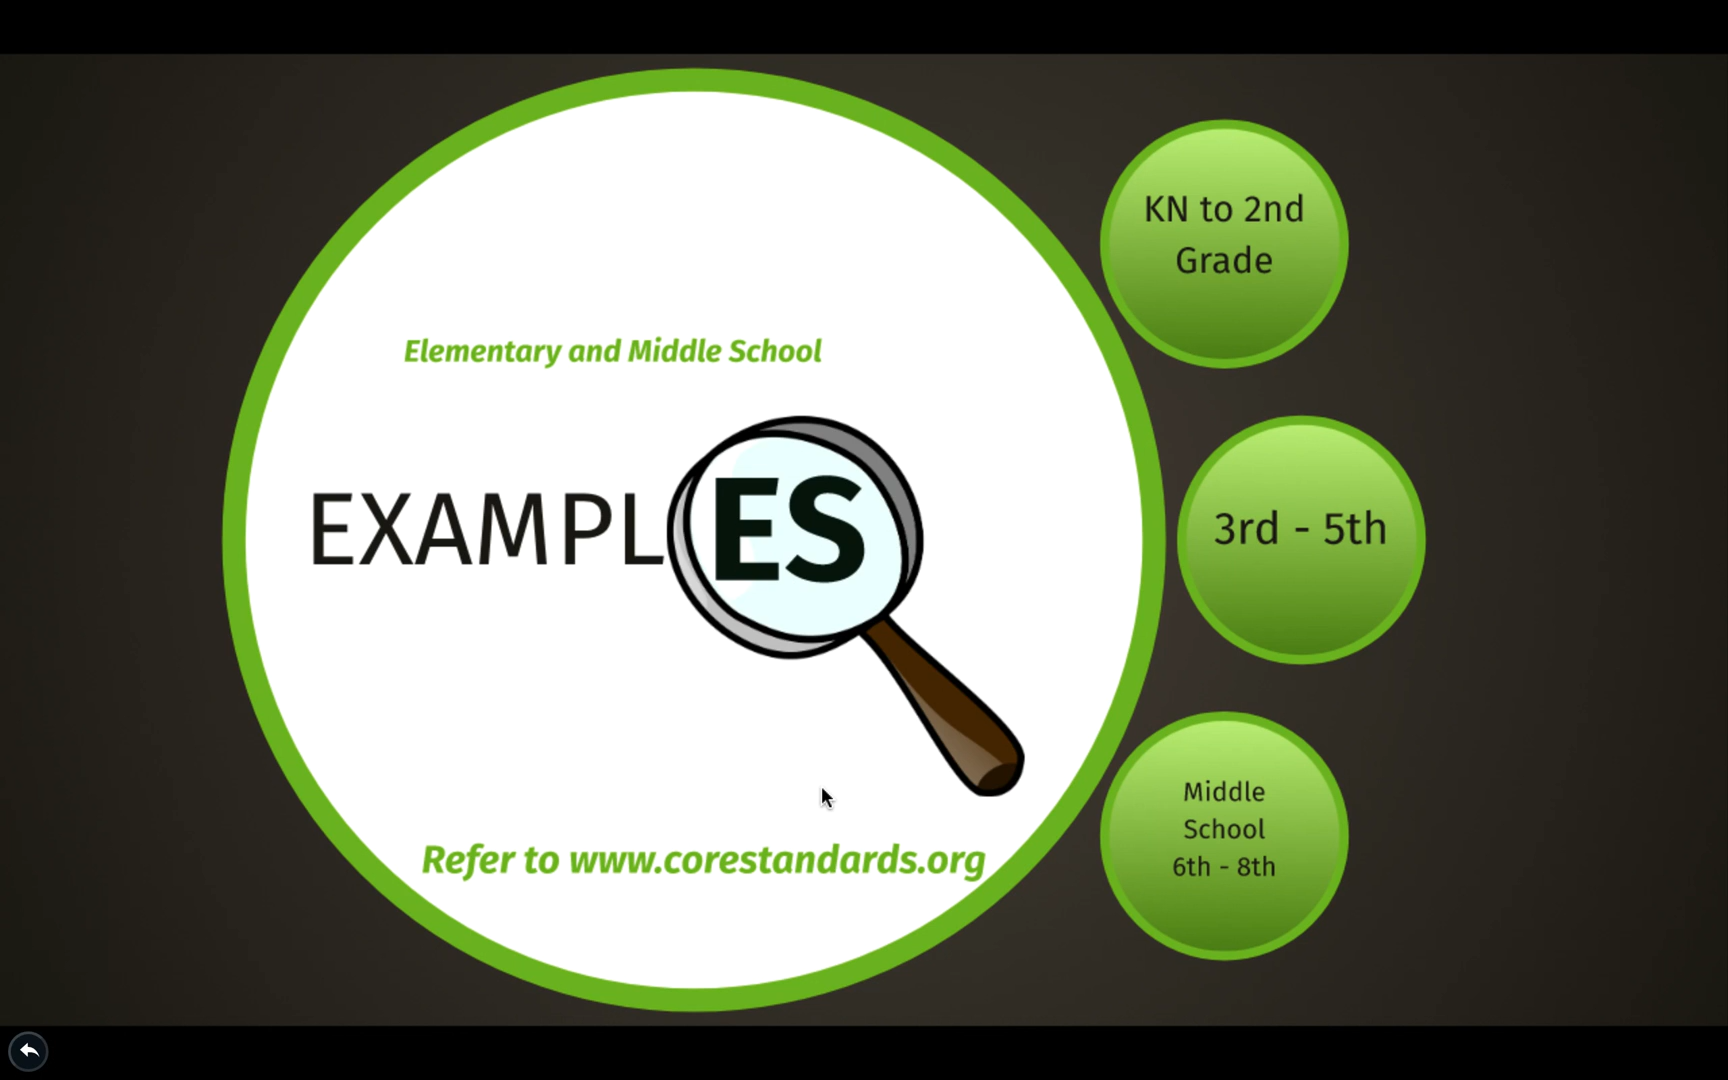 Elementary and Middle School
EXAMPLES
Refer to www.corestandards.org
KN to 2nd
Grade
3rd - 5th
Middle
School
6th - 8th